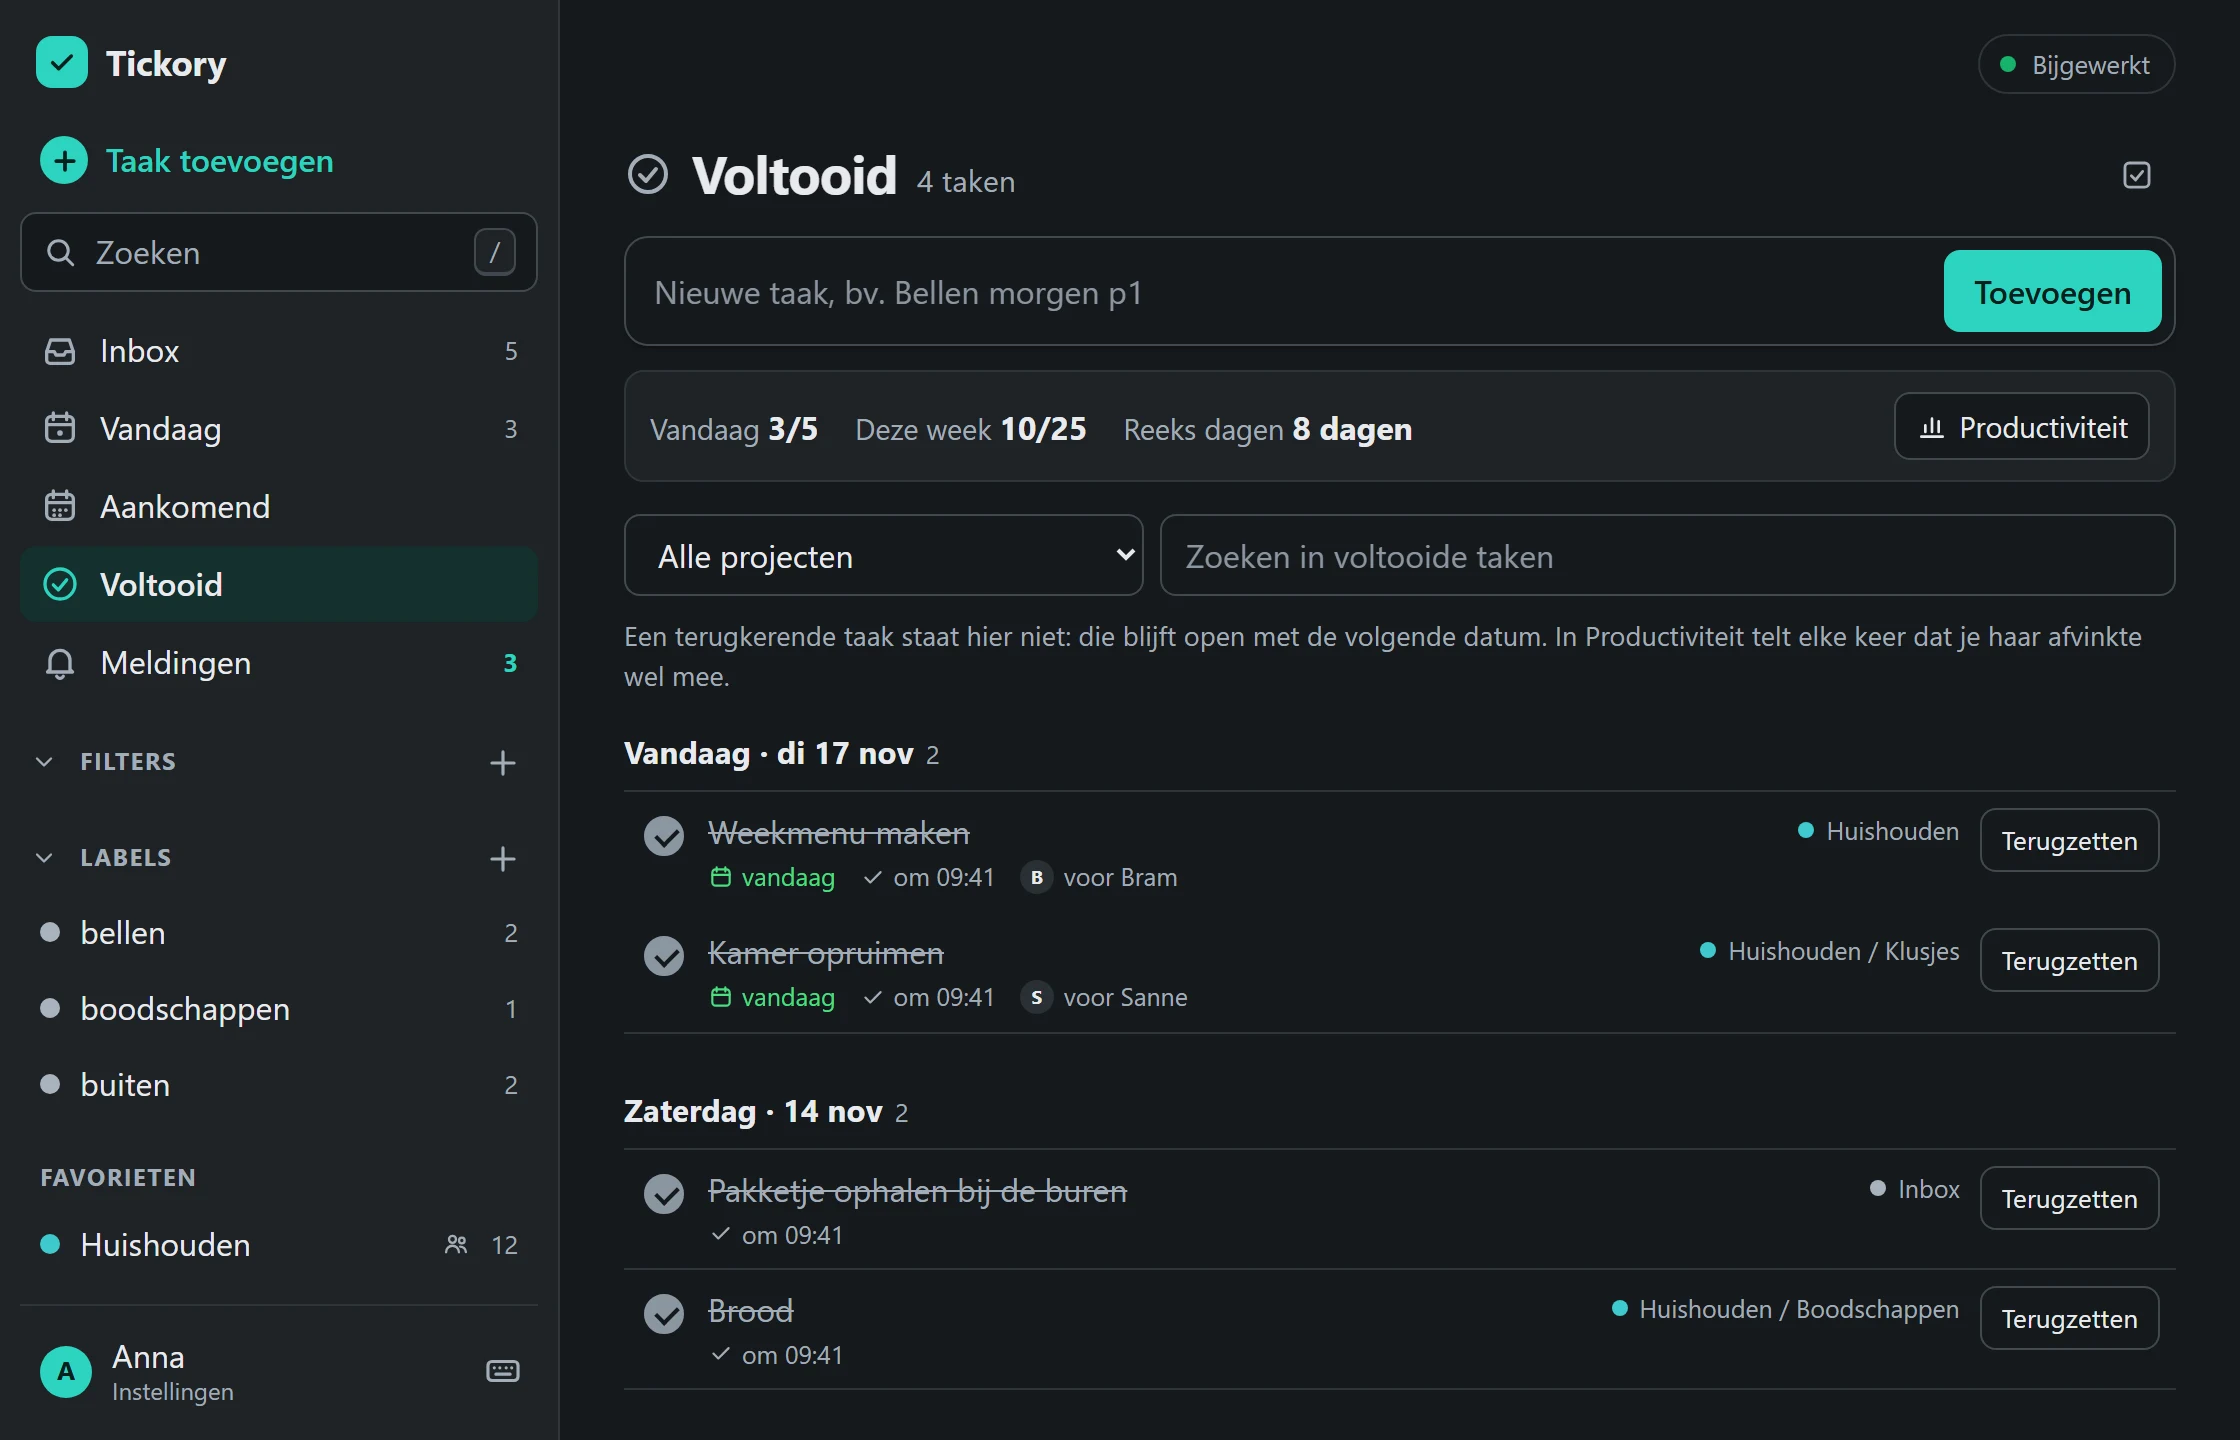 Tickory
Taak toevoegen
Zoeken /
Inbox 5
Vandaag 3
Aankomend
Voltooid
Meldingen 3
FILTERS
LABELS
bellen 2
boodschappen 1
buiten 2
FAVORIETEN
Huishouden 12
A Anna
Instellingen
Bijgewerkt
Voltooid 4 taken
Nieuwe taak, bv. Bellen morgen p1 Toevoegen
Vandaag 3/5 Deze week 10/25 Reeks dagen 8 dagen Productiviteit
Alle projecten Zoeken in voltooide taken
Een terugkerende taak staat hier niet: die blijft open met de volgende datum. In Productiviteit telt elke keer dat je haar afvinkte
wel mee.
Vandaag · di 17 nov 2
Weekmenu maken Huishouden Terugzetten
vandaag om 09:41 B voor Bram
Kamer opruimen Huishouden / Klusjes Terugzetten
vandaag om 09:41 S voor Sanne
Zaterdag · 14 nov 2
Pakketje ophalen bij de buren Inbox Terugzetten
om 09:41
Brood Huishouden / Boodschappen Terugzetten
om 09:41